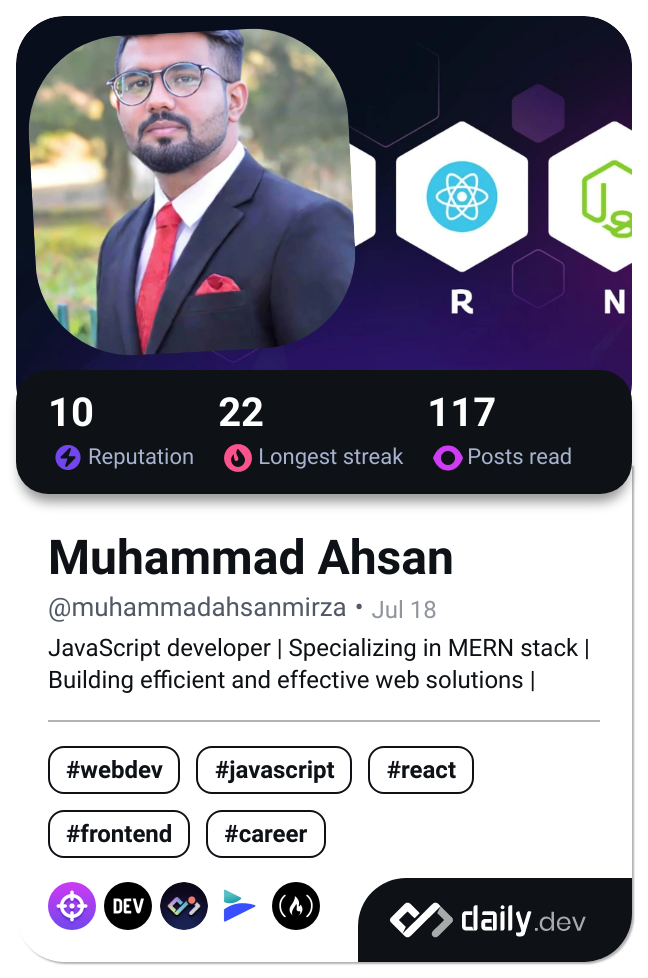 R N
10 22 117
Reputation Longest streak Posts read
Muhammad Ahsan
@muhammadahsanmirza • Jul 18
JavaScript developer | Specializing in MERN stack |
Building efficient and effective web solutions |
#webdev #javascript #react
#frontend #career
DEV daily.dev